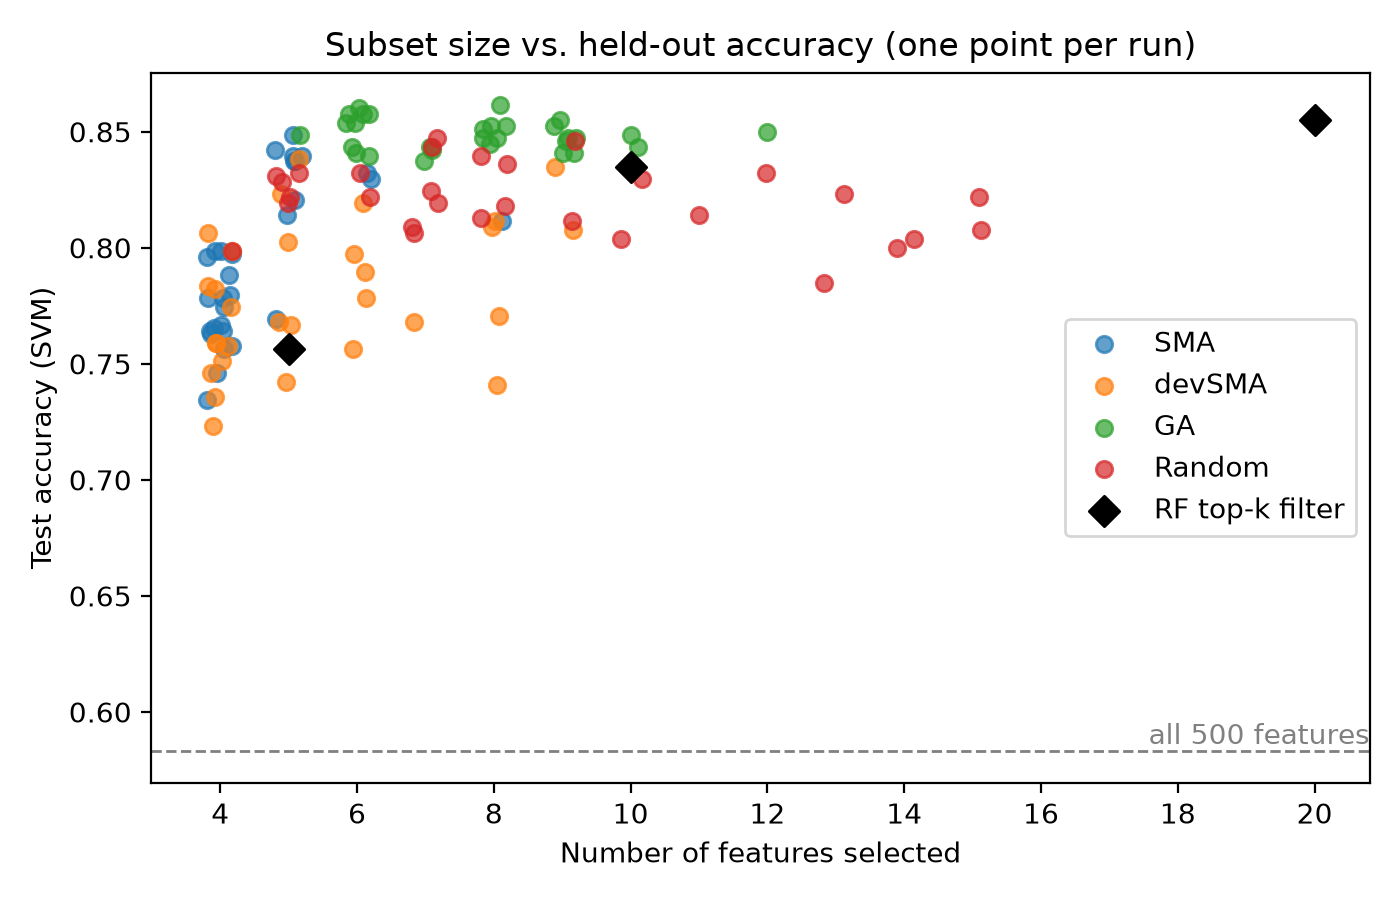 Subset size vs. held-out accuracy (one point per run)
Test accuracy (SVM)
0.85
0.80
0.75
0.70
0.65
0.60
SMA
devSMA
GA
Random
RF top-k filter
all 500 features
4 6 8 10 12 14 16 18 20
Number of features selected